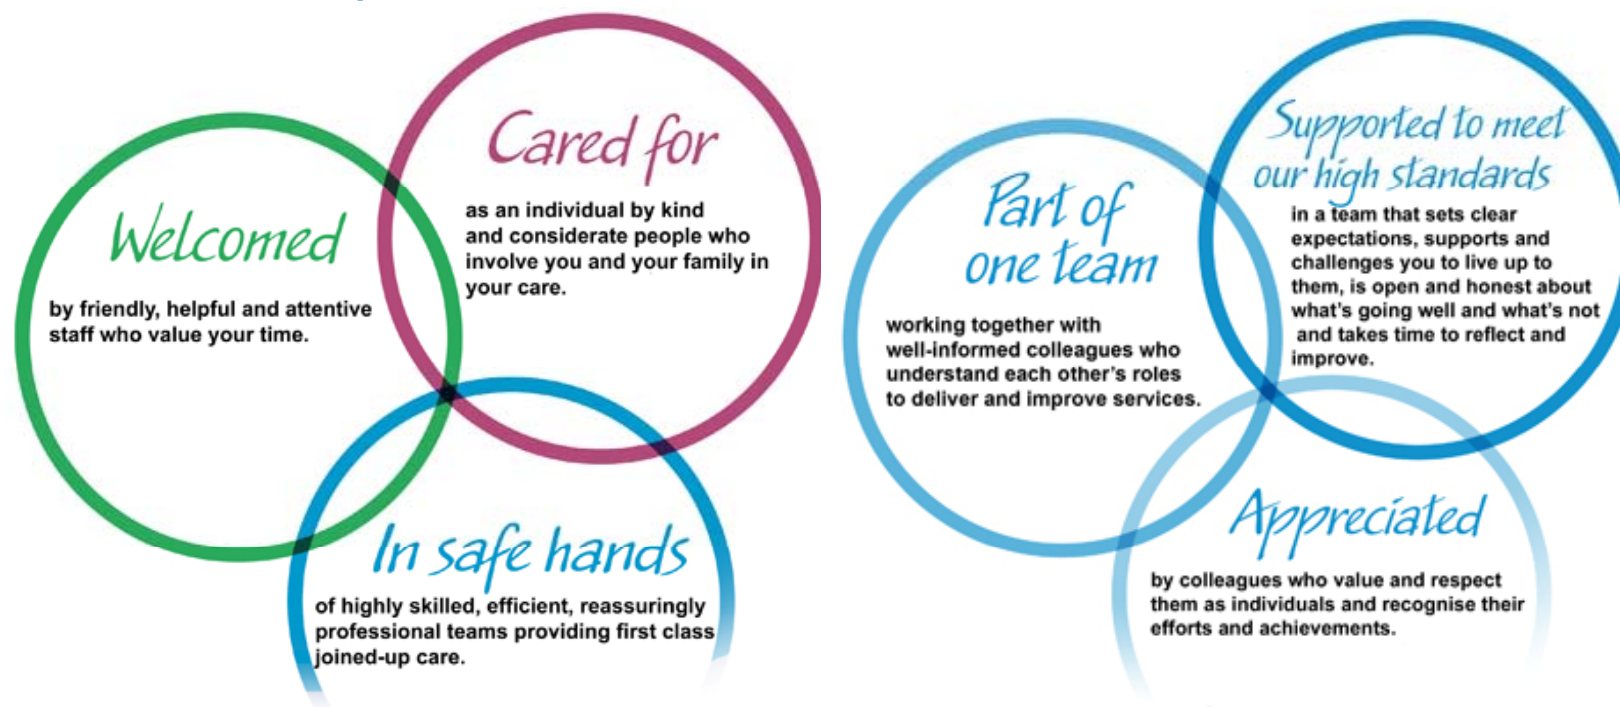 Welcomed
by friendly, helpful and attentive
staff who value your time.
Cared for
as an individual by kind
and considerate people who
involve you and your family in
your care.
In safe hands
of highly skilled, efficient, reassuringly
professional teams providing first class
joined-up care.
Part of
one team
working together with
well-informed colleagues who
understand each other's roles
to deliver and improve services.
Supported to meet
our high standards
in a team that sets clear
expectations, supports and
challenges you to live up to
them, is open and honest about
what's going well and what's not
and takes time to reflect and
improve.
Appreciated
by colleagues who value and respect
them as individuals and recognise their
efforts and achievements.